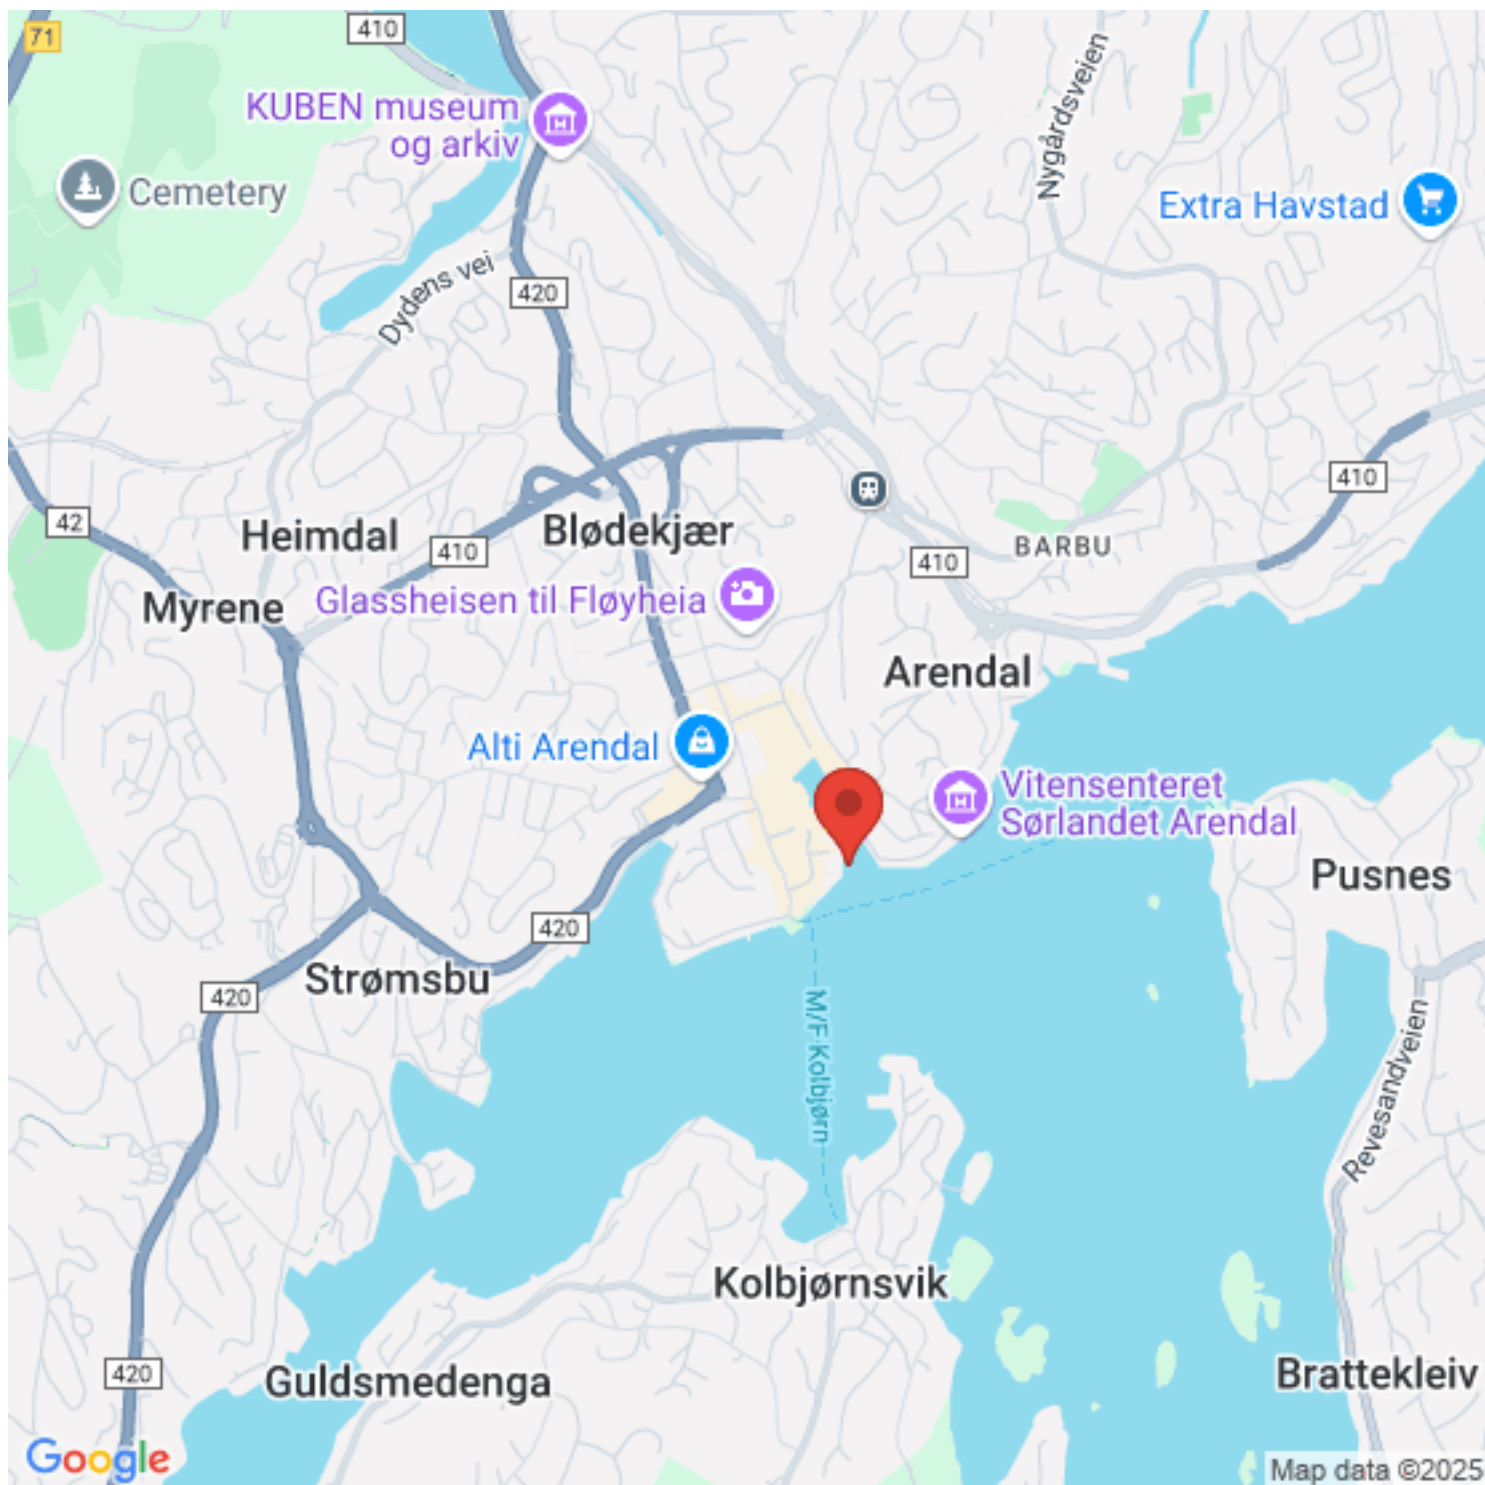 71
410
KUBEN museum
og arkiv
Cemetery
Nygårdsveien
Extra Havstad
Dydens vei
420
410
42
Heimdal
410
Blødekjær
BARBU
410
Myrene
Glassheisen til Fløyheia
Arendal
Alti Arendal
Vitensenteret
Sørlandet Arendal
Pusnes
420
Strømsbu
420
M/F Kolbjørn
Revesandveien
Kolbjørnsvik
420
Guldsmedenga
Brattekleiv
Google
Map data ©2025